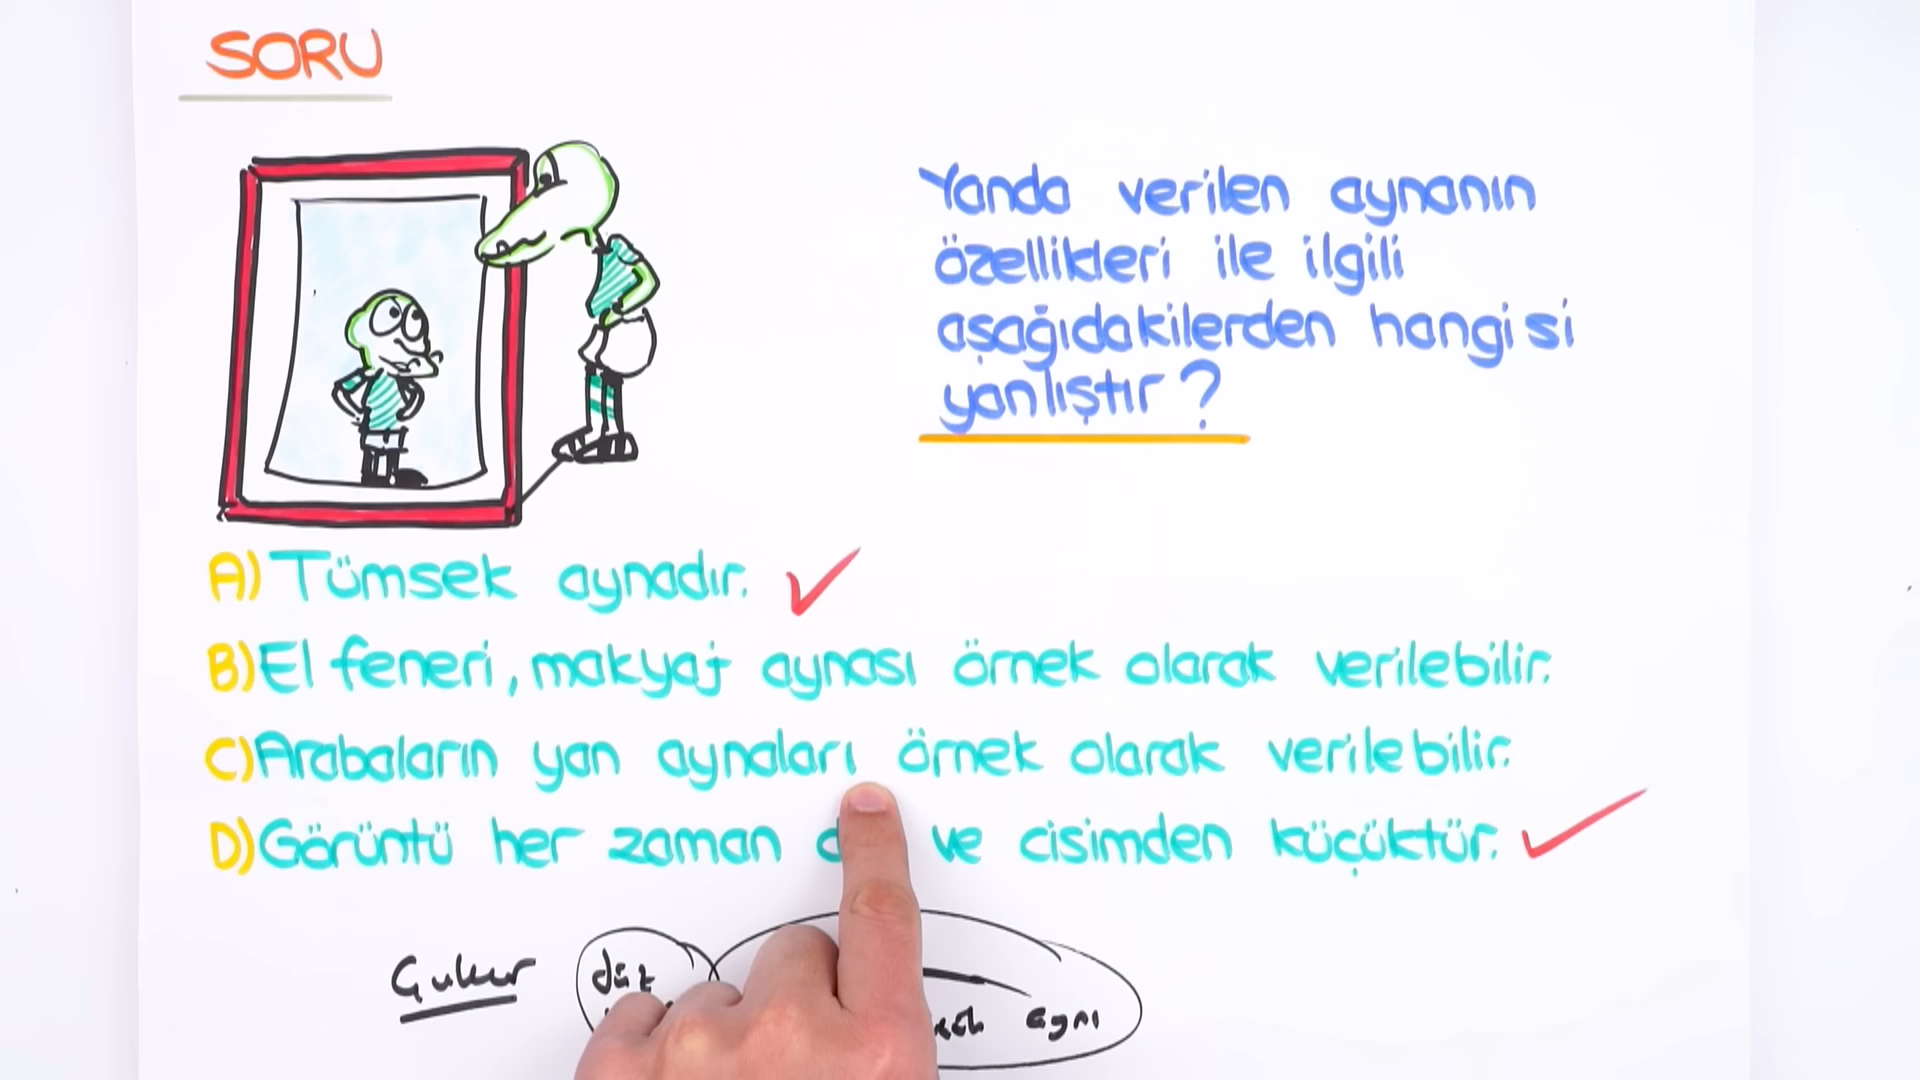 SORU
Yanda verilen aynanın
özellikleri ile ilgili
aşağıdakilerden hangisi
yanlıştır?
A) Tümsek aynadır.
B) El feneri, makyaj aynası örnek olarak verilebilir.
C) Arabaların yan aynaları örnek olarak verilebilir.
D) Görüntü her zaman ve cisimden küçüktür.
Çukur düz
aynı